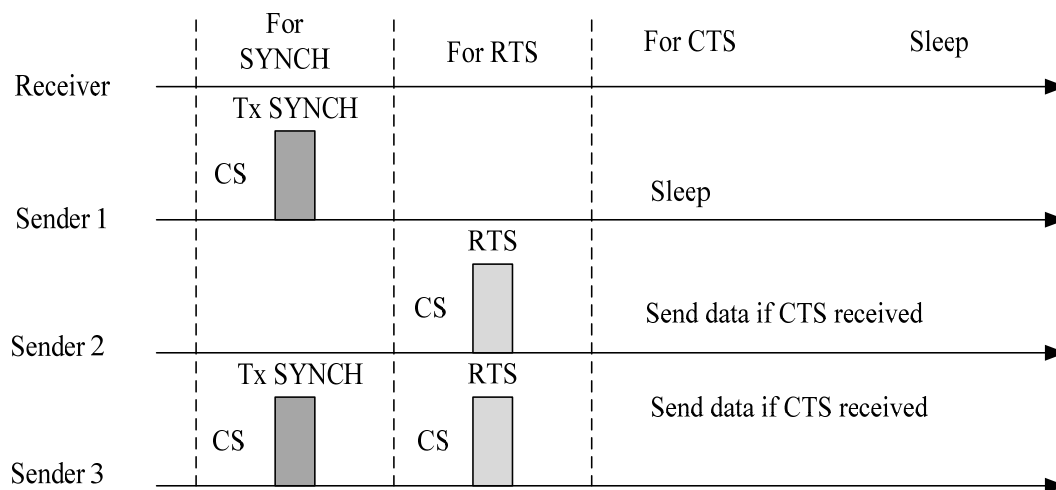 For
SYNCH
For RTS
For CTS
Sleep
Receiver
Tx SYNCH
CS
Sleep
Sender 1
RTS
CS
Send data if CTS received
Sender 2
Tx SYNCH
RTS
Send data if CTS received
CS
CS
Sender 3